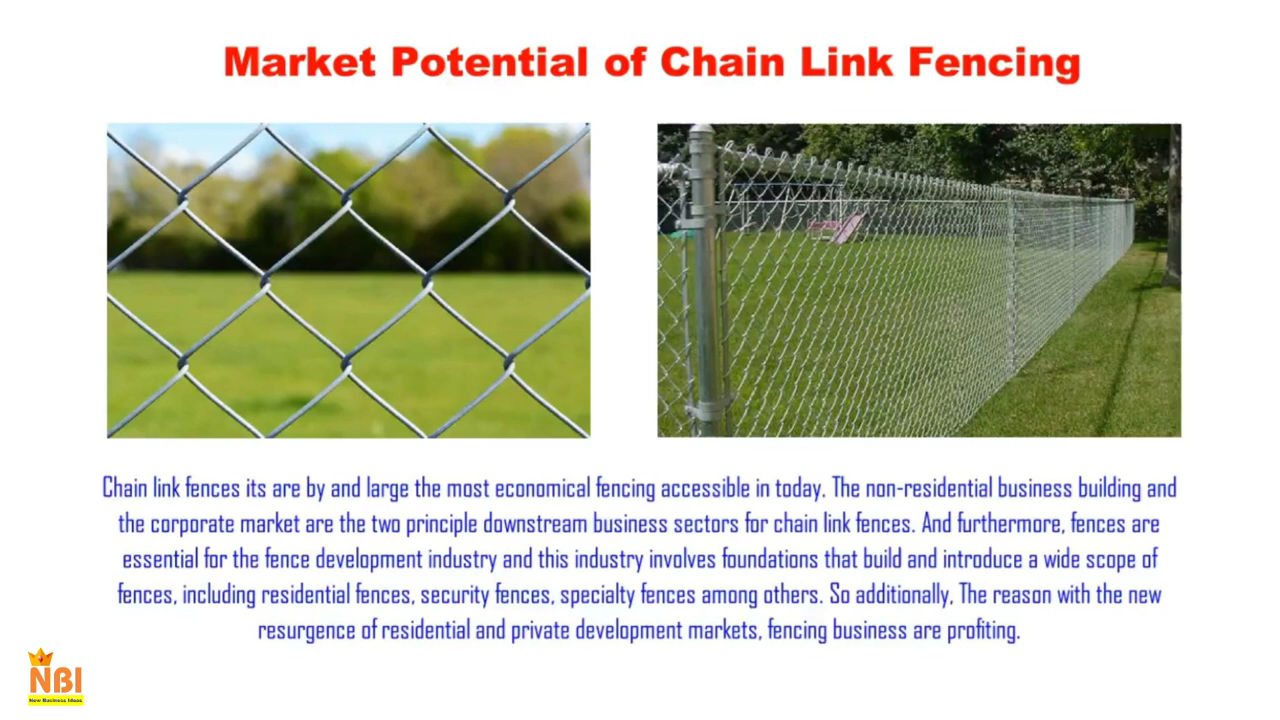 Market Potential of Chain Link Fencing
Chain link fences its are by and large the most economical fencing accessible in today. The non-residential business building and
the corporate market are the two principle downstream business sectors for chain link fences. And furthermore, fences are
essential for the fence development industry and this industry involves foundations that build and introduce a wide scope of
fences, including residential fences, security fences, specialty fences among others. So additionally, The reason with the new
resurgence of residential and private development markets, fencing business are profiting.
NBI
New Business Ideas